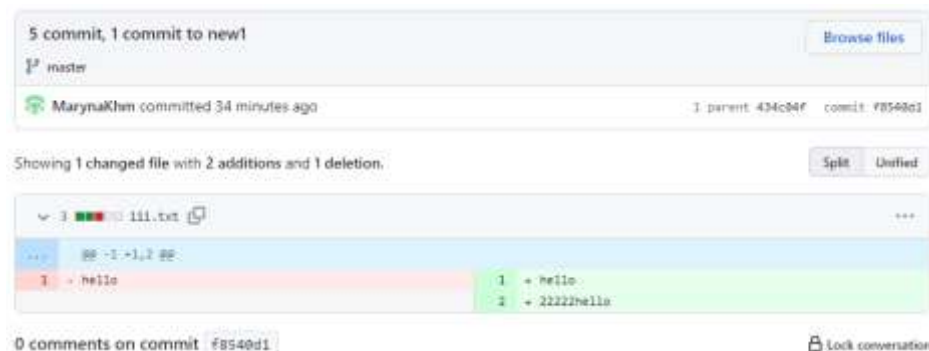 5 commit, 1 commit to new1
Browse files
master
MarynaKhm committed 34 minutes ago
1 parent 434c04f commit f8540d1
Showing 1 changed file with 2 additions and 1 deletion.
Split Unified
3 111.txt
...
... @@ -1 +1,2 @@
1 - hello
1 + hello
2 + 22222hello
0 comments on commit f8540d1
Lock conversation